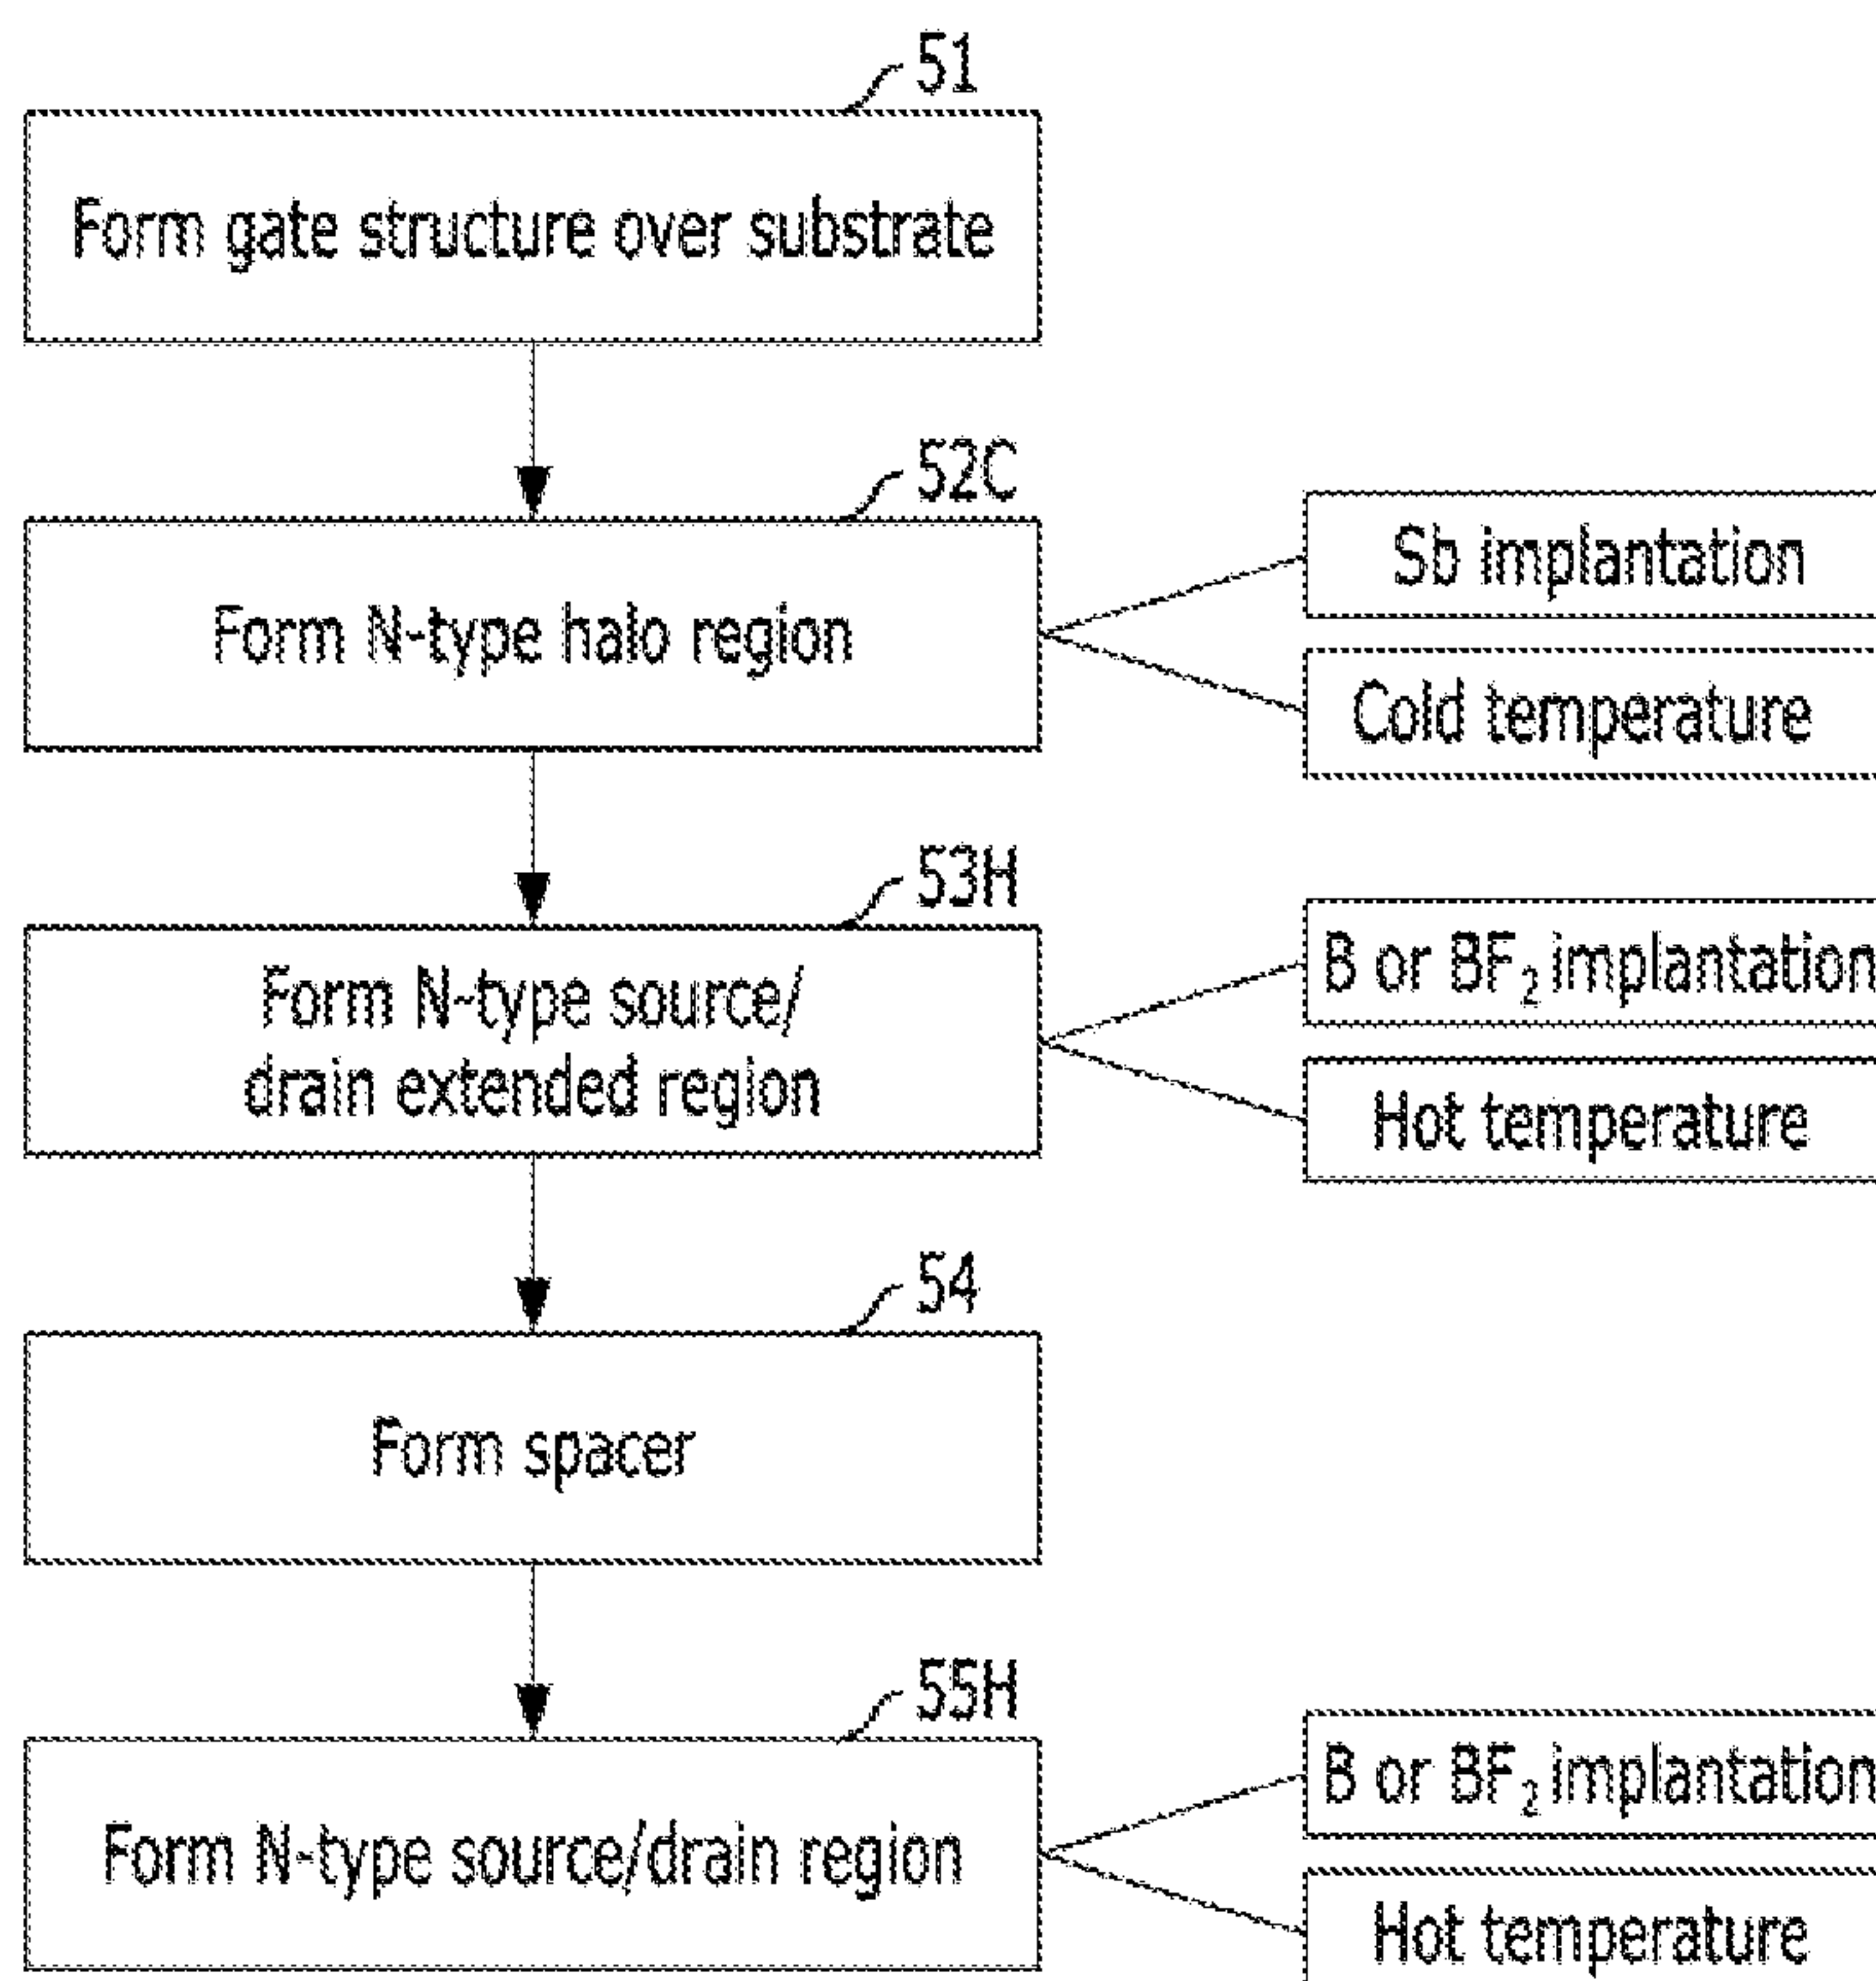 51
Form gate structure over substrate
52C
Form N-type halo region
Sb implantation
Cold temperature
53H
Form N-type source/
drain extended region
B or BF₂ implantation
Hot temperature
54
Form spacer
55H
Form N-type source/drain region
B or BF₂ implantation
Hot temperature